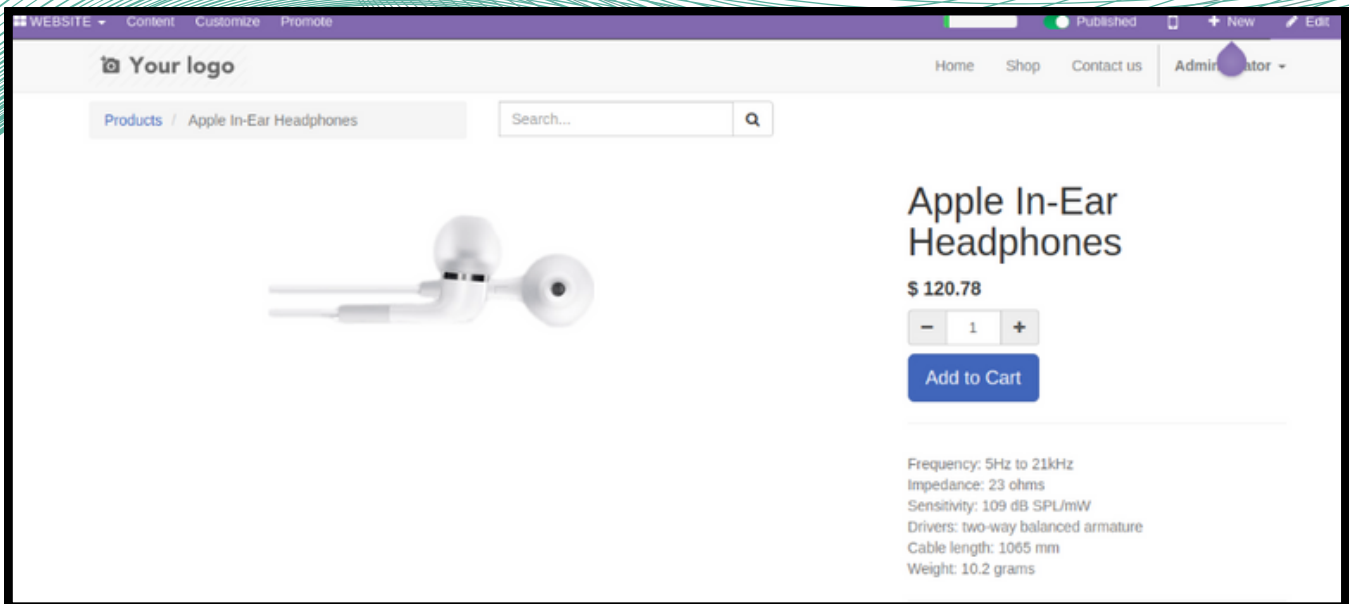 WEBSITE Content Customize Promote Published + New Edit
Your logo Home Shop Contact us
Products / Apple In-Ear Headphones Search...
Apple In-Ear
Headphones
$ 120.78
− 1 +
Add to Cart
Frequency: 5Hz to 21kHz
Impedance: 23 ohms
Sensitivity: 109 dB SPL/mW
Drivers: two-way balanced armature
Cable length: 1065 mm
Weight: 10.2 grams